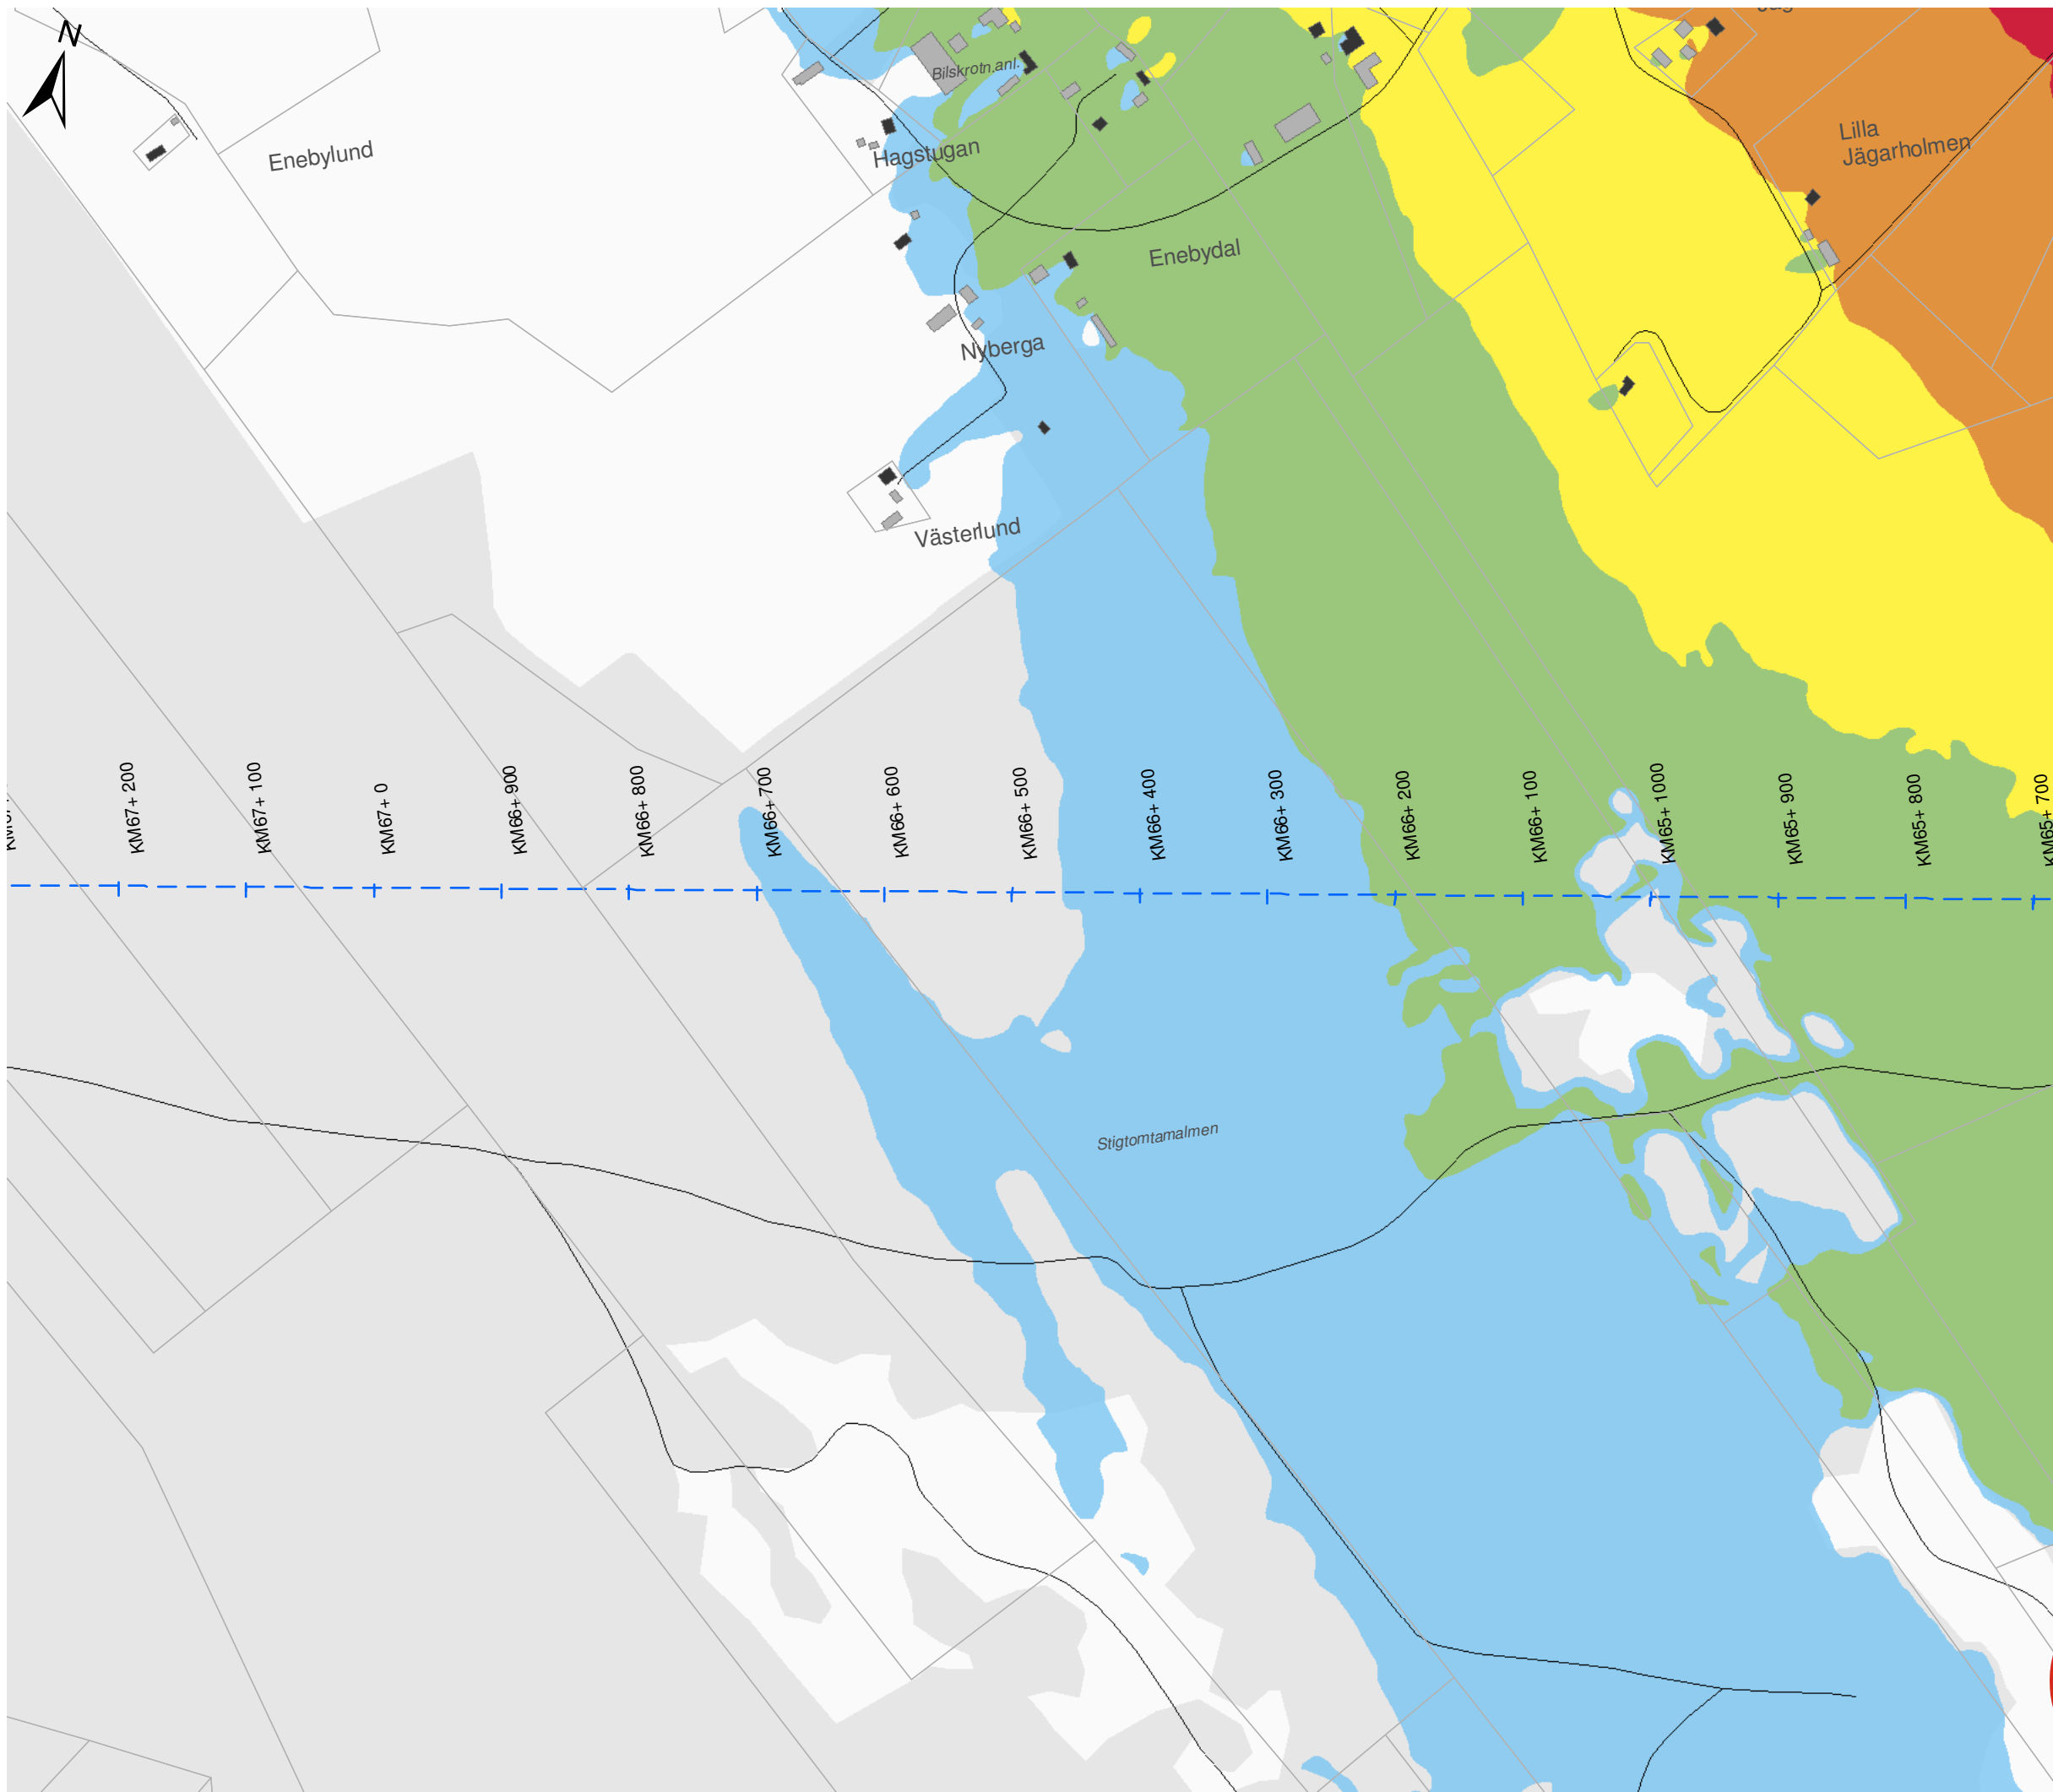 N
Bilskrotn.anl.
Enebylund
Hagstugan
Lilla
Jägarholmen
Enebydal
Nyberga
Västerlund
KM67+ 200
KM67+ 100
KM67+ 0
KM66+ 900
KM66+ 800
KM66+ 700
KM66+ 600
KM66+ 500
KM66+ 400
KM66+ 300
KM66+ 200
KM66+ 100
KM65+ 1000
KM65+ 900
KM65+ 800
KM65+ 700
Stigtomtamalmen